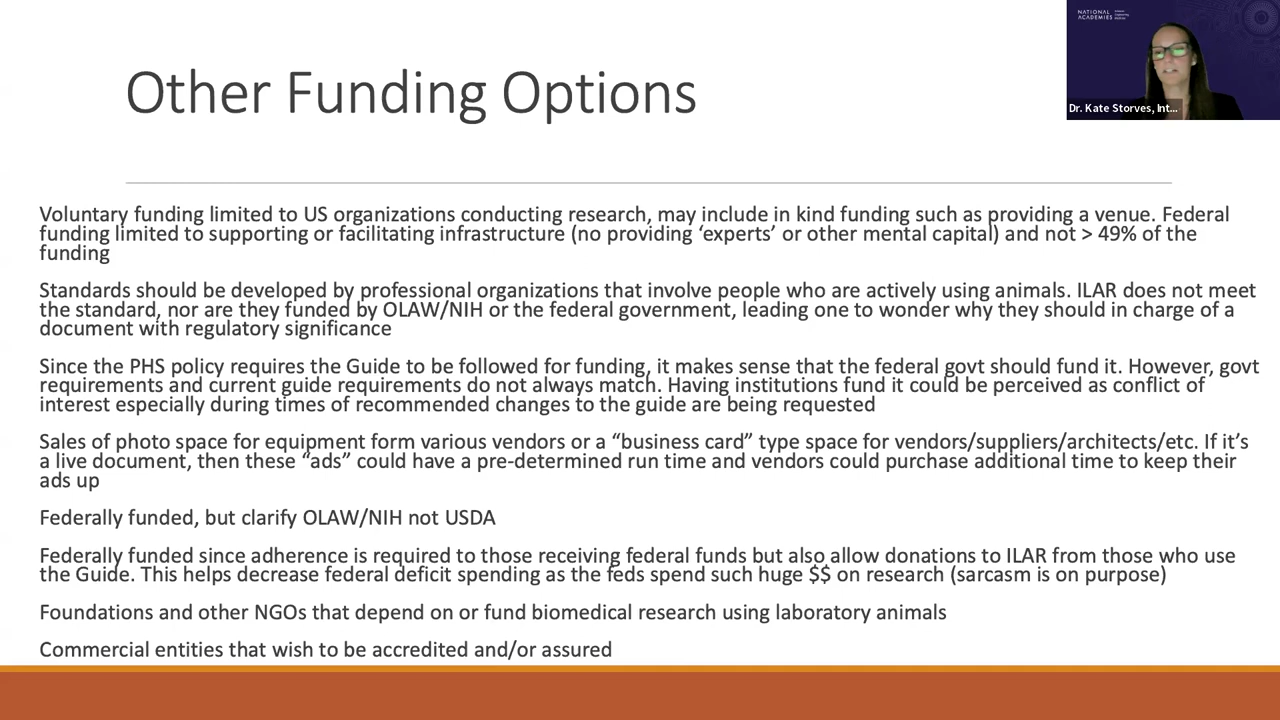 NATIONAL
ACADEMIES
Dr. Kate Storves, Int...
Other Funding Options
Voluntary funding limited to US organizations conducting research, may include in kind funding such as providing a venue. Federal
funding limited to supporting or facilitating infrastructure (no providing ‘experts’ or other mental capital) and not > 49% of the
funding
Standards should be developed by professional organizations that involve people who are actively using animals. ILAR does not meet
the standard, nor are they funded by OLAW/NIH or the federal government, leading one to wonder why they should in charge of a
document with regulatory significance
Since the PHS policy requires the Guide to be followed for funding, it makes sense that the federal govt should fund it. However, govt
requirements and current guide requirements do not always match. Having institutions fund it could be perceived as conflict of
interest especially during times of recommended changes to the guide are being requested
Sales of photo space for equipment form various vendors or a “business card” type space for vendors/suppliers/architects/etc. If it’s
a live document, then these “ads” could have a pre-determined run time and vendors could purchase additional time to keep their
ads up
Federally funded, but clarify OLAW/NIH not USDA
Federally funded since adherence is required to those receiving federal funds but also allow donations to ILAR from those who use
the Guide. This helps decrease federal deficit spending as the feds spend such huge $$ on research (sarcasm is on purpose)
Foundations and other NGOs that depend on or fund biomedical research using laboratory animals
Commercial entities that wish to be accredited and/or assured